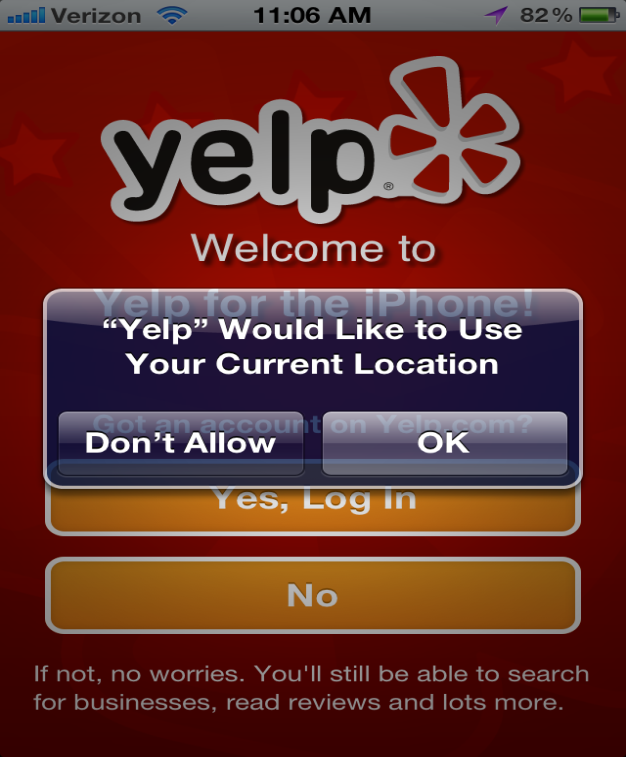 Verizon 11:06 AM 82%
yelp®
Welcome to
Yelp for the iPhone!
“Yelp” Would Like to Use
Your Current Location
Got an account on Yelp.com?
Don’t Allow OK
Yes, Log In
No
If not, no worries. You'll still be able to search
for businesses, read reviews and lots more.